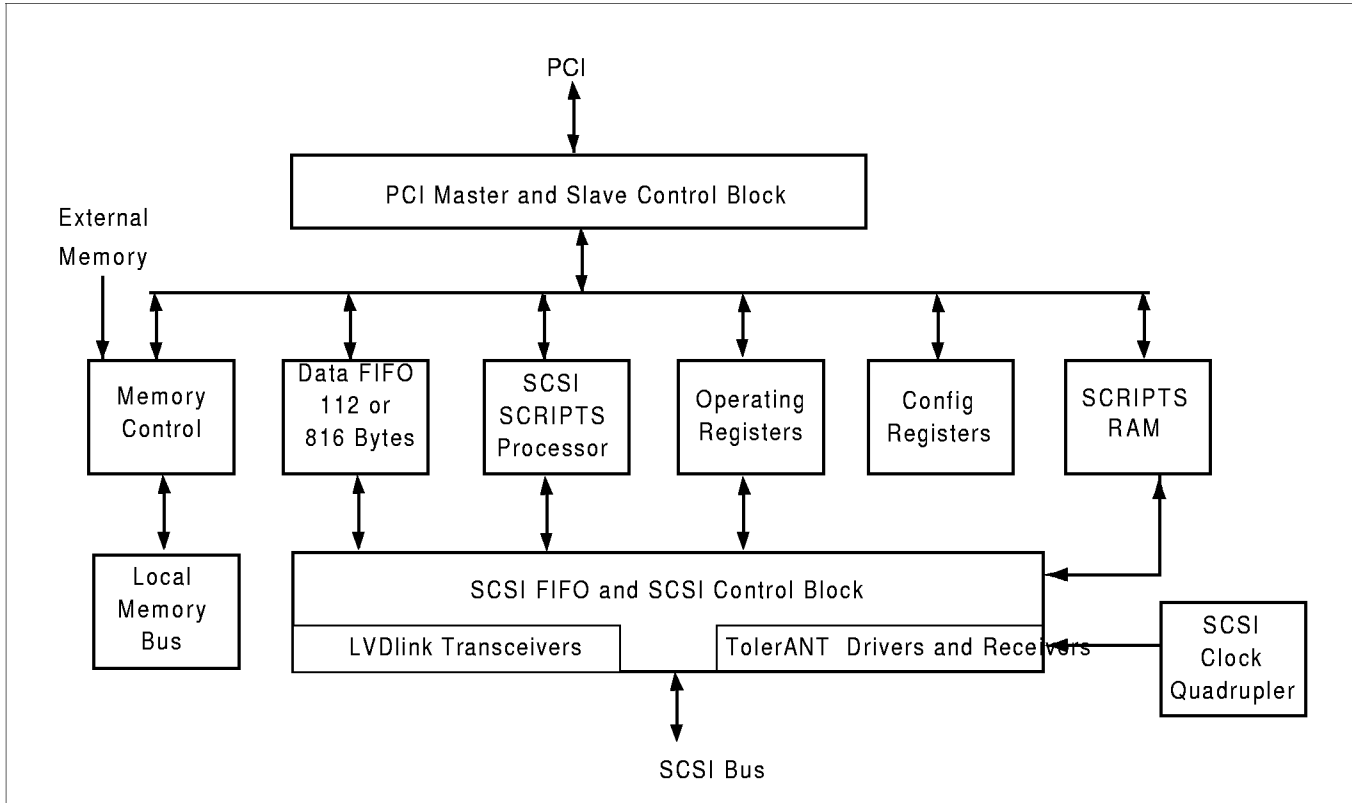 PCI
PCI Master and Slave Control Block
External
Memory
Memory
Control
Data FIFO
112 or
816 Bytes
SCSI
SCRIPTS
Processor
Operating
Registers
Config
Registers
SCRIPTS
RAM
Local
Memory
Bus
SCSI FIFO and SCSI Control Block
LVDlink Transceivers
TolerANT Drivers and Receivers
SCSI
Clock
Quadrupler
SCSI Bus